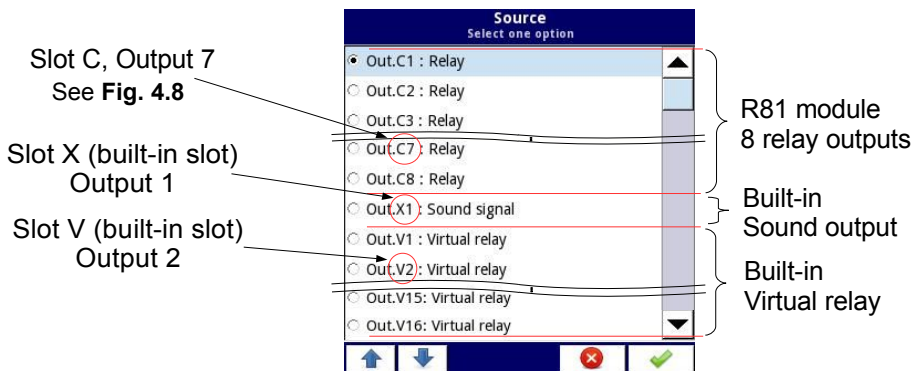 Source
Select one option
Slot C, Output 7
See Fig. 4.8
Slot X (built-in slot)
Output 1
Slot V (built-in slot)
Output 2
Out.C1 : Relay
Out.C2 : Relay
Out.C3 : Relay
Out.C7 : Relay
Out.C8 : Relay
Out.X1 : Sound signal
Out.V1 : Virtual relay
Out.V2 : Virtual relay
Out.V15: Virtual relay
Out.V16: Virtual relay
R81 module
8 relay outputs
Built-in
Sound output
Built-in
Virtual relay